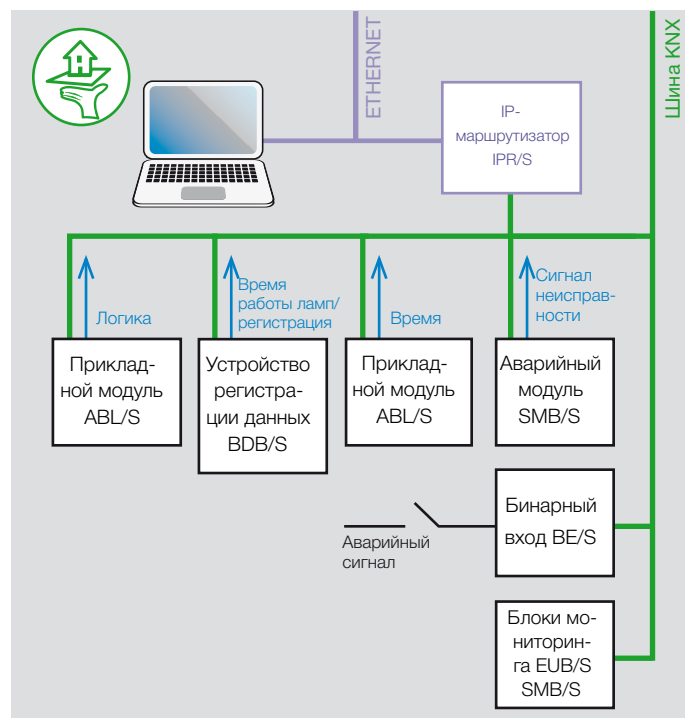 ETHERNET
Шина KNX
IP-
маршрутизатор
IPR/S
Логика
Время
работы ламп/
регистрация
Время
Сигнал
неисправ-
ности
Приклад-
ной модуль
ABL/S
Устройство
регистра-
ции данных
BDB/S
Приклад-
ной модуль
ABL/S
Аварийный
модуль
SMB/S
Бинарный
вход BE/S
Аварийный
сигнал
Блоки мо-
ниторин-
га EUB/S
SMB/S